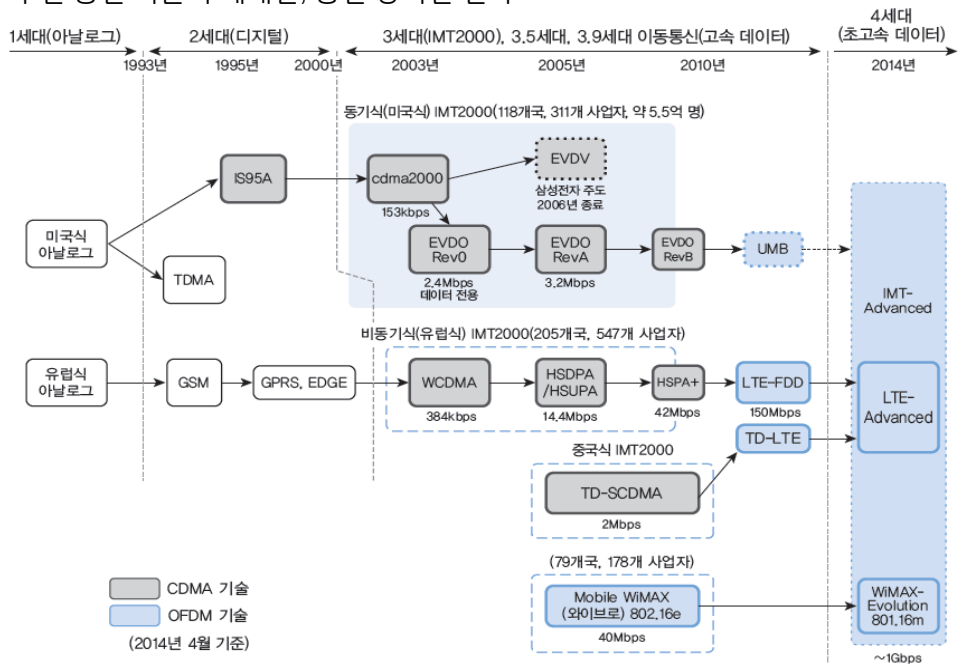 1세대(아날로그)
2세대(디지털)
3세대(IMT2000), 3.5세대, 3.9세대 이동통신(고속 데이터)
4세대
(초고속 데이터)
1993년
1995년
2000년
2003년
2005년
2010년
2014년
동기식(미국식) IMT2000(118개국, 311개 사업자, 약 5.5억 명)
IS95A
cdma2000
153kbps
EVDV
삼성전자 주도
2006년 종료
미국식
아날로그
TDMA
EVDO
Rev0
2.4Mbps
데이터 전용
EVDO
RevA
3.2Mbps
EVDO
RevB
UMB
IMT-
Advanced
비동기식(유럽식) IMT2000(205개국, 547개 사업자)
유럽식
아날로그
GSM
GPRS, EDGE
WCDMA
384kbps
HSDPA
/HSUPA
14.4Mbps
HSPA+
42Mbps
LTE-FDD
150Mbps
LTE-
Advanced
TD-LTE
중국식 IMT2000
TD-SCDMA
2Mbps
(79개국, 178개 사업자)
Mobile WiMAX
(와이브로) 802.16e
40Mbps
WiMAX-
Evolution
801.16m
~1Gbps
CDMA 기술
OFDM 기술
(2014년 4월 기준)